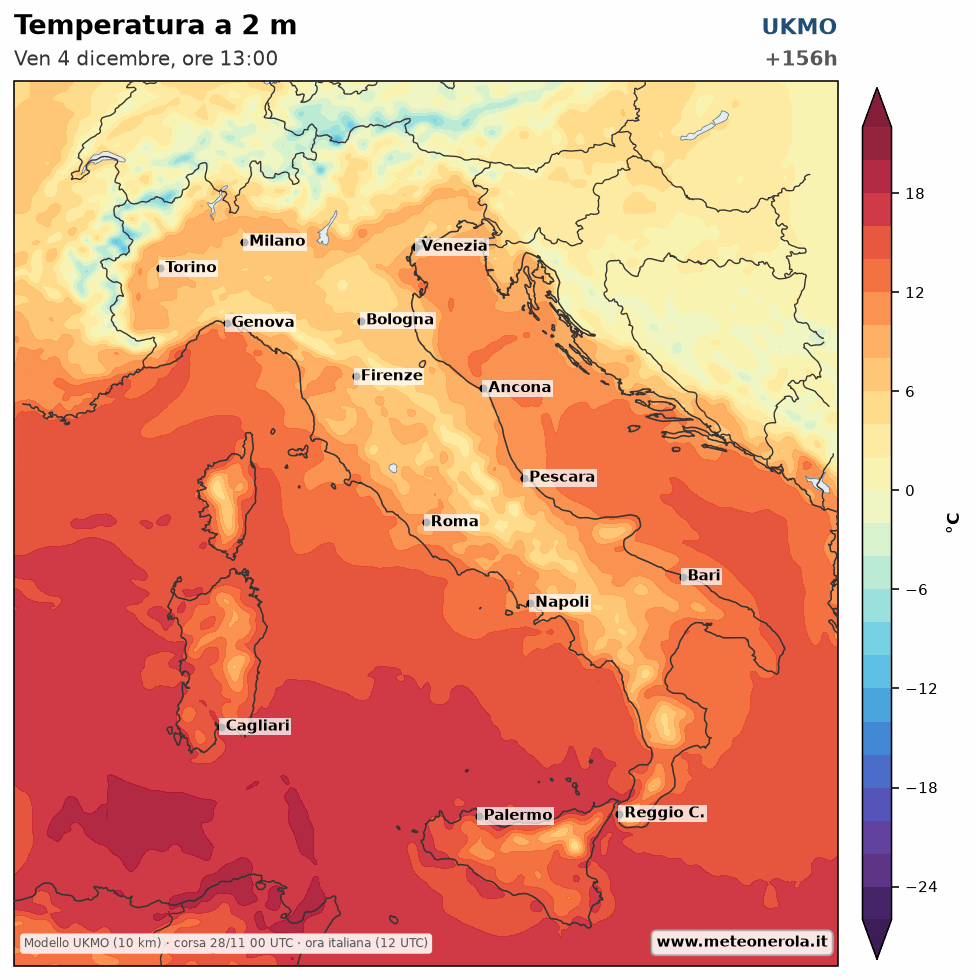 Temperatura a 2 m
UKMO
Ven 4 dicembre, ore 13:00
+156h
Milano
Venezia
Torino
Genova
Bologna
Firenze
Ancona
Pescara
Roma
Bari
Napoli
Cagliari
Palermo
Reggio C.
18
12
6
0
−6
−12
−18
−24
°C
Modello UKMO (10 km) · corsa 28/11 00 UTC · ora italiana (12 UTC)
www.meteonerola.it